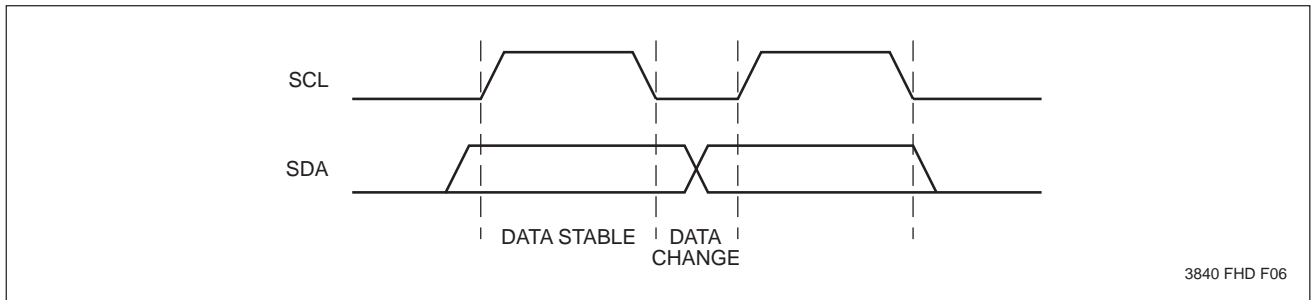 SCL
SDA
DATA STABLE
DATA
CHANGE
3840 FHD F06